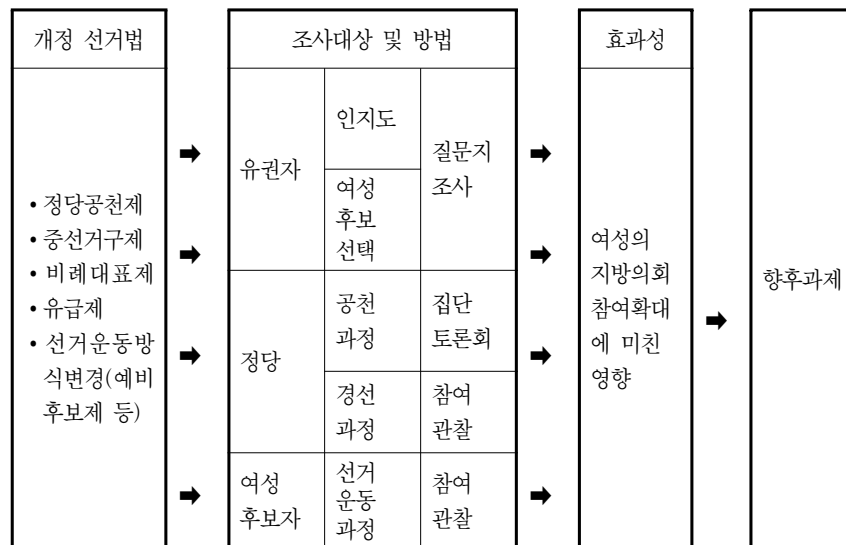 개정 선거법
• 정당공천제
• 중선거구제
• 비례대표제
• 유급제
• 선거운동방
식변경(예비
후보제 등)
조사대상 및 방법
유권자
인지도
여성
후보
선택
질문지
조사
정당
공천
과정
집단
토론회
경선
과정
참여
관찰
여성
후보자
선거
운동
과정
참여
관찰
효과성
여성의
지방의회
참여확대
에 미친
영향
향후과제